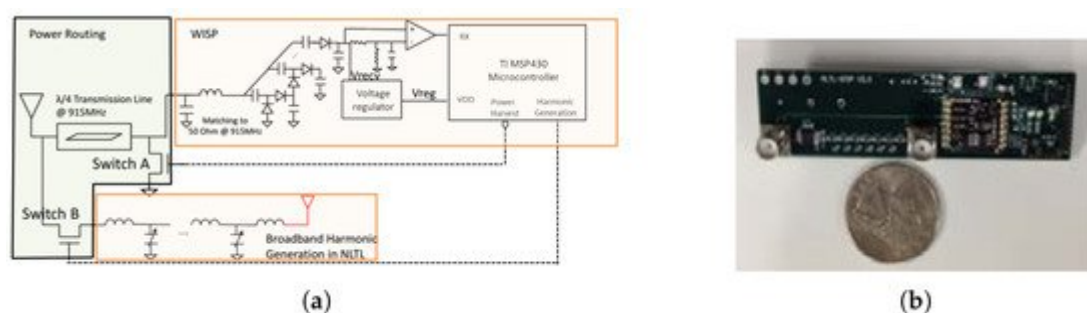 Power Routing
WISP
λ/4 Transmission Line
@ 915MHz
Matching to
50 Ohm @ 915MHz
Vrecv
Voltage
regulator
Vreg
RX
TI MSP430
Microcontroller
VDD
Power
Harvest
Harmonic
Generation
Switch A
Switch B
...
Broadband Harmonic
Generation in NLTL
(a)
(b)